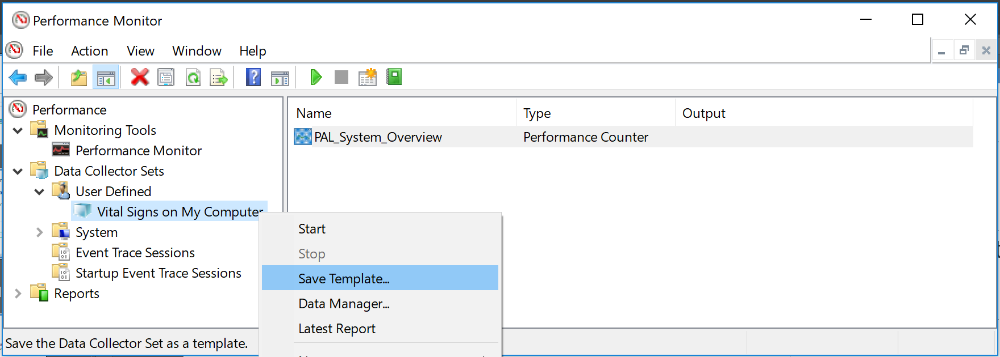 Performance Monitor
File Action View Window Help
Performance
Monitoring Tools
Performance Monitor
Data Collector Sets
User Defined
Vital Signs on My Computer
System
Event Trace Sessions
Startup Event Trace Sessions
Reports
Name Type Output
PAL_System_Overview Performance Counter
Start
Stop
Save Template...
Data Manager...
Latest Report
Save the Data Collector Set as a template.